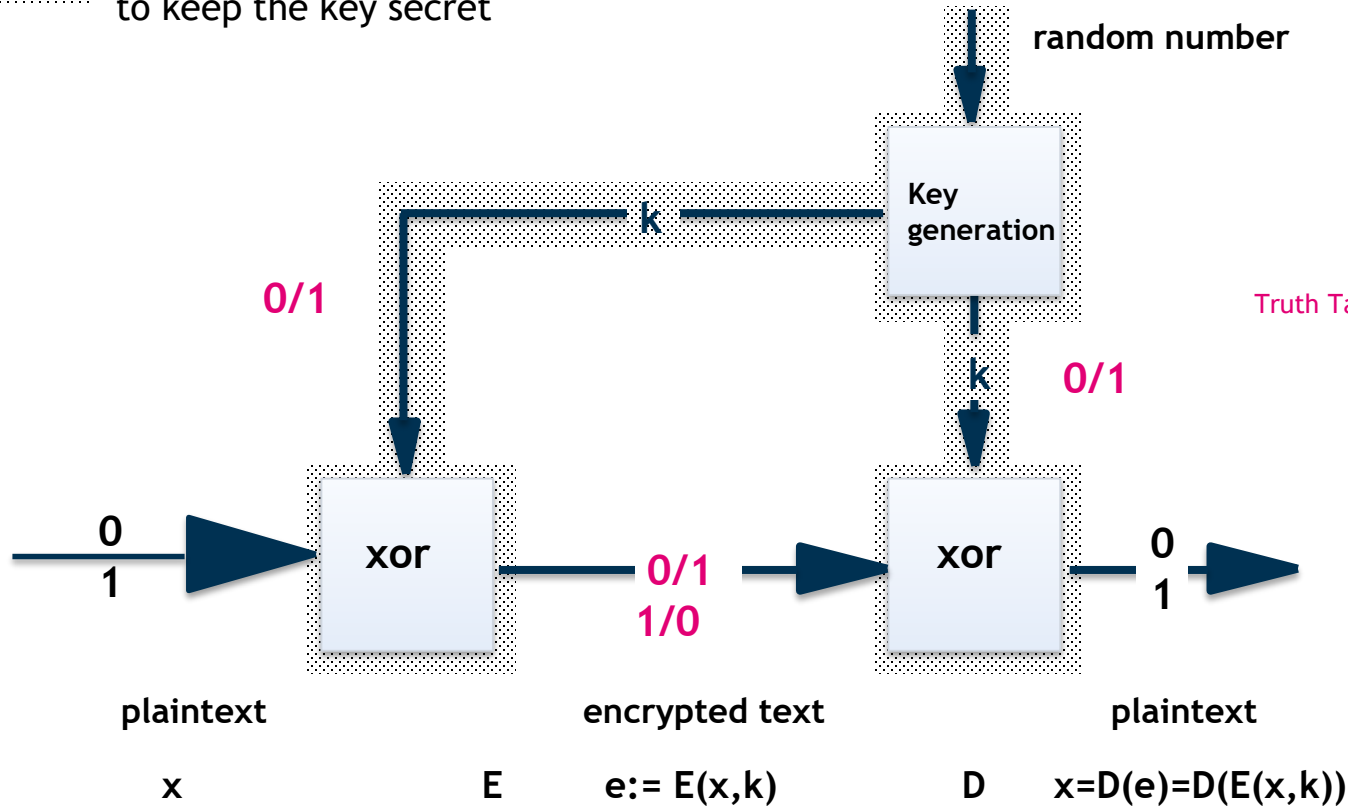 to keep the key secret
random number
Key
generation
k
0/1
Truth
k
0/1
0
1
xor
0/1
1/0
xor
0
1
plaintext
encrypted text
plaintext
x
E
e:= E(x,k)
D
x=D(e)=D(E(x,k))